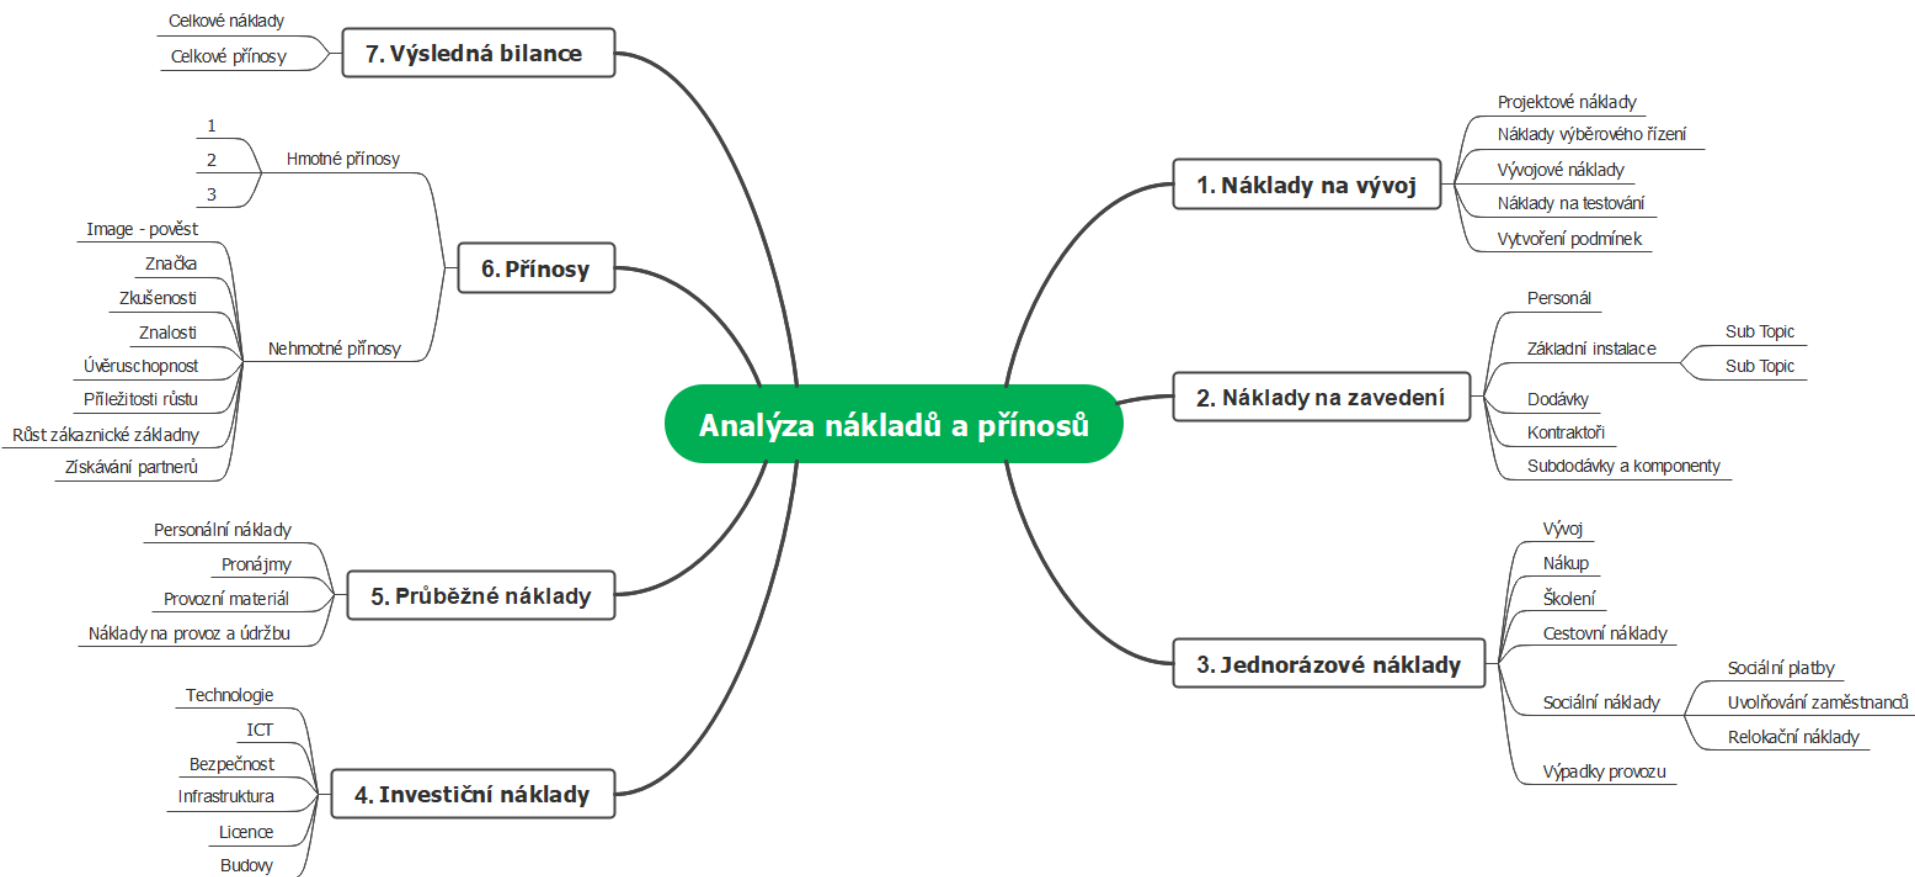 Analýza nákladů a přínosů
1. Náklady na vývoj
Projektové náklady
Náklady výběrového řízení
Vývojové náklady
Náklady na testování
Vytvoření podmínek
2. Náklady na zavedení
Personál
Základní instalace
Sub Topic
Sub Topic
Dodávky
Kontraktoři
Subdodávky a komponenty
3. Jednorázové náklady
Vývoj
Nákup
Školení
Cestovní náklady
Sociální náklady
Sociální platby
Uvolňování zaměstnanců
Relokační náklady
Výpadky provozu
4. Investiční náklady
Technologie
ICT
Bezpečnost
Infrastruktura
Licence
Budovy
5. Průběžné náklady
Personální náklady
Pronájmy
Provozní materiál
Náklady na provoz a údržbu
6. Přínosy
Hmotné přínosy
1
2
3
Nehmotné přínosy
Image - pověst
Značka
Zkušenosti
Znalosti
Úvěruschopnost
Příležitosti růstu
Růst zákaznické základny
Získávání partnerů
7. Výsledná bilance
Celkové náklady
Celkové přínosy